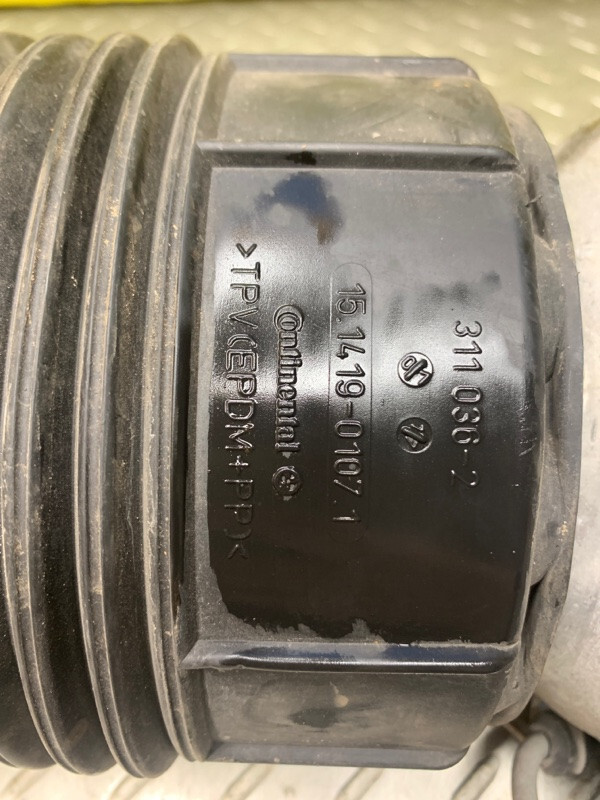 311 036-2
15.1419-0107.1
Continental
>TPV(EPDM+PP)<